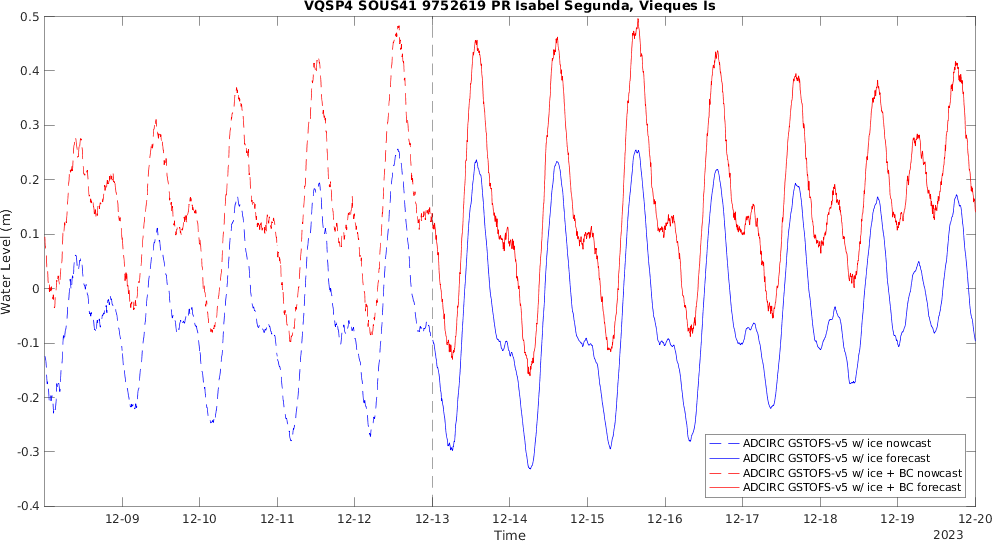 VQSP4 SOUS41 9752619 PR Isabel Segunda, Vieques Is
Water Level (m)
0.5
0.4
0.3
0.2
0.1
0
-0.1
-0.2
-0.3
-0.4
ADCIRC GSTOFS-v5 w/ ice nowcast
ADCIRC GSTOFS-v5 w/ ice forecast
ADCIRC GSTOFS-v5 w/ ice + BC nowcast
ADCIRC GSTOFS-v5 w/ ice + BC forecast
12-09 12-10 12-11 12-12 12-13 12-14 12-15 12-16 12-17 12-18 12-19 12-20
Time
2023